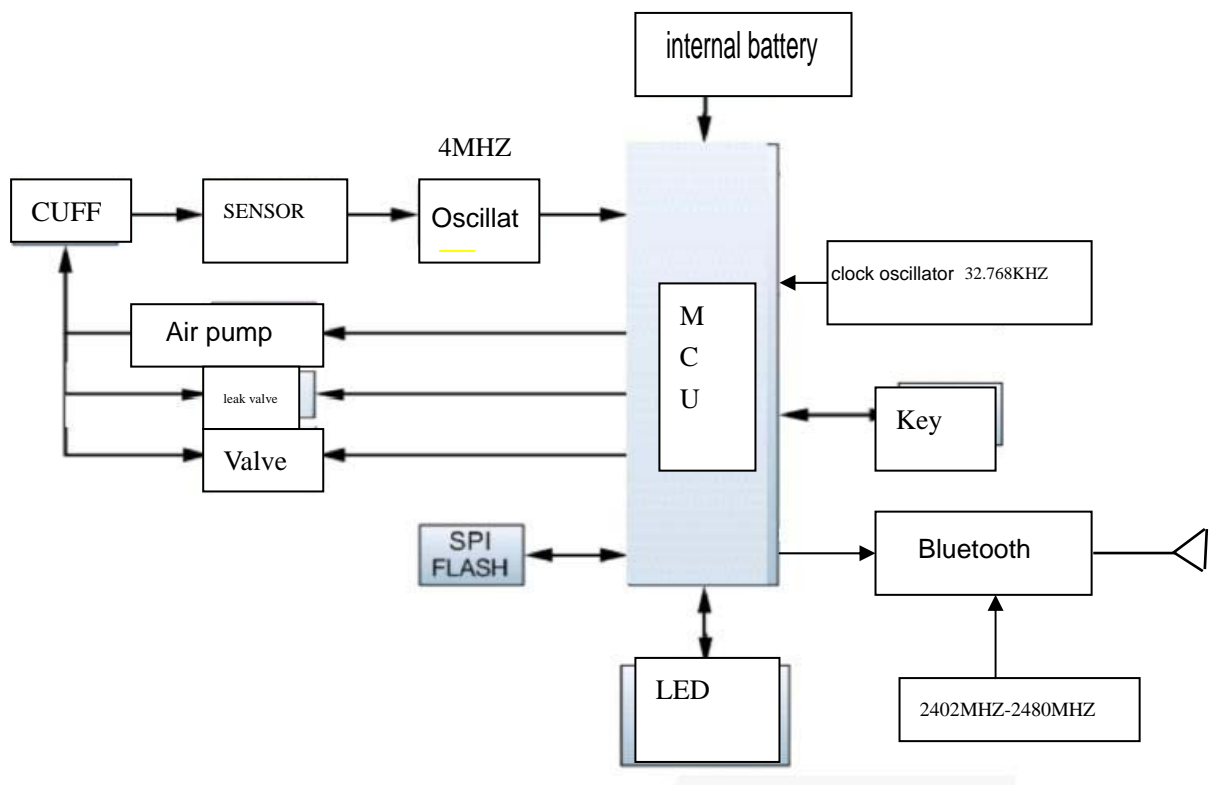 internal battery
4MHZ
CUFF
SENSOR
Oscillat
clock oscillator 32.768KHZ
M
C
U
Air pump
leak valve
Key
Valve
SPI
FLASH
Bluetooth
LED
2402MHZ-2480MHZ